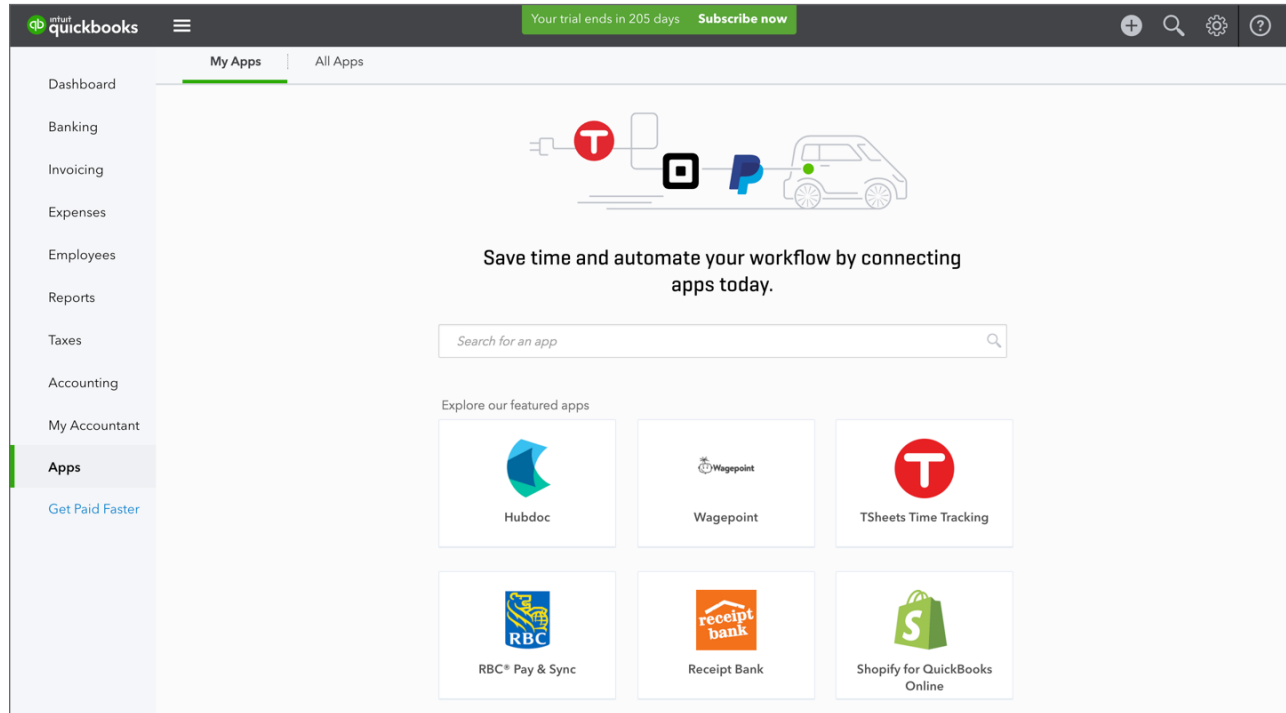 intuit
quickbooks
qb
Your trial ends in 205 days Subscribe now
My Apps All Apps
Dashboard
Banking
Invoicing
Expenses
Employees
Reports
Taxes
Accounting
My Accountant
Apps
Get Paid Faster
T
P
Save time and automate your workflow by connecting
apps today.
Search for an app
Explore our featured apps
Hubdoc
Wagepoint
Wagepoint
T
TSheets Time Tracking
RBC
RBC® Pay & Sync
receipt
bank
Receipt Bank
S
Shopify for QuickBooks
Online